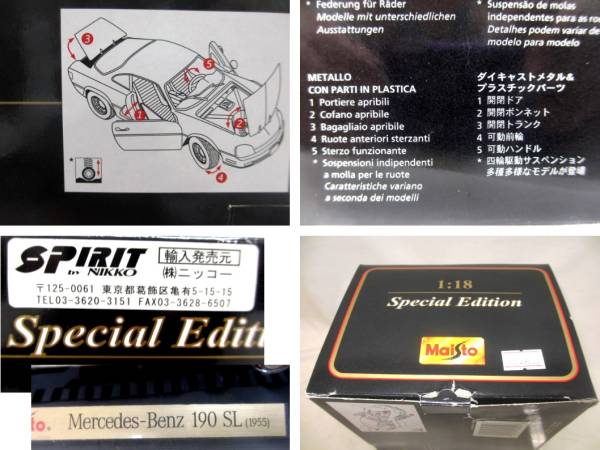 3
5
1
2
*
4
* Federung für Räder
Modelle mit unterschiedlichen
Ausstattungen
* Suspensão de molas
independentes para as
Detalhes podem variar de
modelo para modelo
METALLO
CON PARTI IN PLASTICA
1 Portiere apribili
2 Cofano apribile
3 Bagagliaio apribile
4 Ruote anteriori sterzanti
5 Sterzo funzionante
* Sospensioni indipendenti
a molla per le ruote
Caratteristiche variano
a seconda dei modelli
ダイキャストメタル&
プラスチックパーツ
1 開閉ドア
2 開閉ボンネット
3 開閉トランク
4 可動前輪
5 可動ハンドル
* 四輪駆動サスペンション
多種多様なモデルが登場
SPIRIT
by NIKKO
輸入発売元
㈱ニッコー
〒125-0061 東京都葛飾区亀有5-15-15
TEL03-3620-3151 FAX03-3628-6507
Special Editi
to. Mercedes-Benz 190 SL (1955)
1:18
Special Edition
Maisto